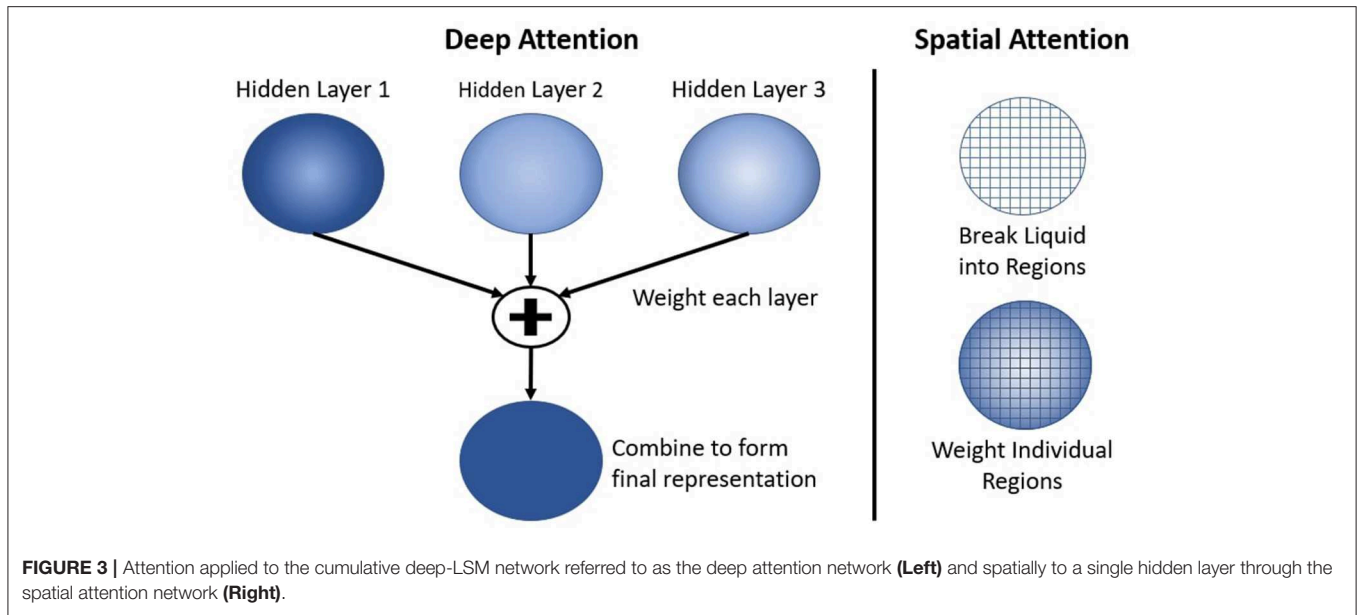 Deep Attention
Spatial Attention
Hidden Layer 1
Hidden Layer 2
Hidden Layer 3
Weight each layer
Combine to form
final representation
Break Liquid
into Regions
Weight Individual
Regions
FIGURE 3 | Attention applied to the cumulative deep-LSM network referred to as the deep attention network (Left) and spatially to a single hidden layer through the
spatial attention network (Right).